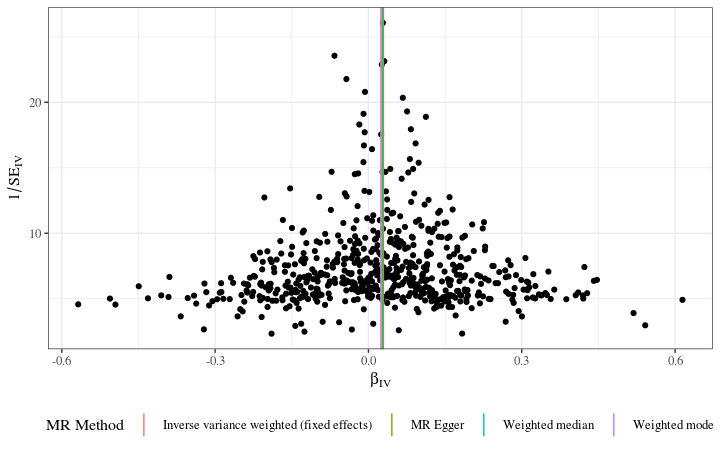 20
10
1/SE_IV
-0.6 -0.3 0.0 0.3 0.6
β_IV
MR Method Inverse variance weighted (fixed effects) MR Egger Weighted median Weighted mode